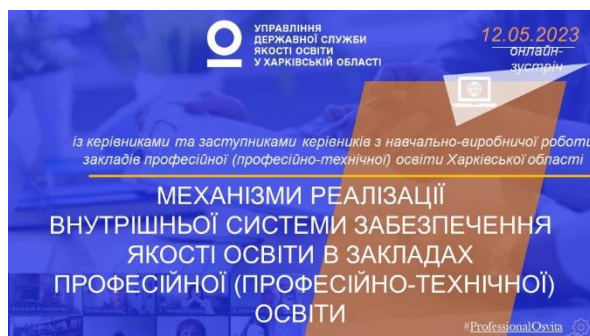 УПРАВЛІННЯ
ДЕРЖАВНОЇ СЛУЖБИ
ЯКОСТІ ОСВІТИ
У ХАРКІВСЬКІЙ ОБЛАСТІ
12.05.2023
онлайн-
зустріч
із керівниками та заступниками керівників з навчально-виробничої роботи
закладів професійної (професійно-технічної) освіти Харківської області
МЕХАНІЗМИ РЕАЛІЗАЦІЇ
ВНУТРІШНЬОЇ СИСТЕМИ ЗАБЕЗПЕЧЕННЯ
ЯКОСТІ ОСВІТИ В ЗАКЛАДАХ
ПРОФЕСІЙНОЇ (ПРОФЕСІЙНО-ТЕХНІЧНОЇ)
ОСВІТИ
#ProfessionalOsvita